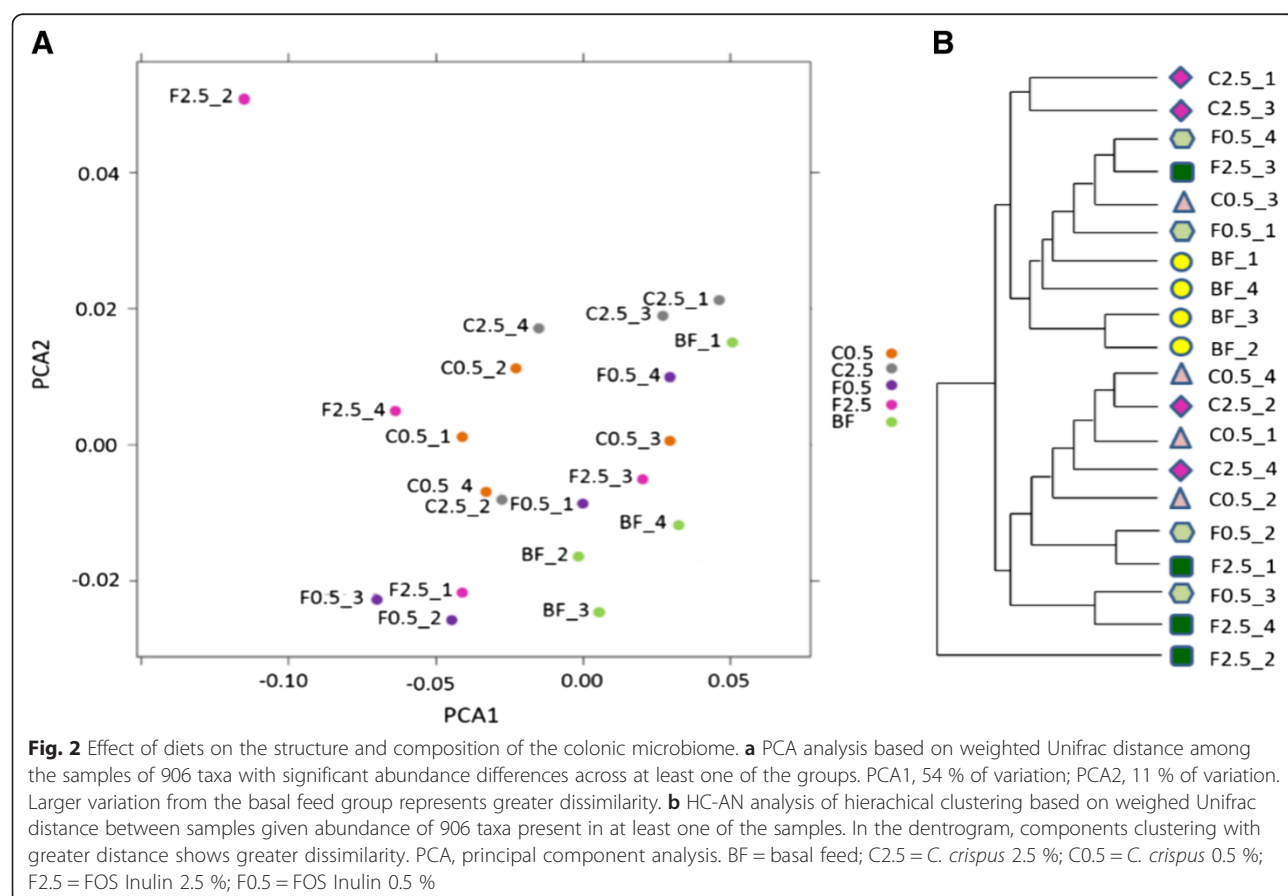 A
B
F2.5_2
C2.5_1
C2.5_3
C2.5_4
BF_1
C0.5_2
F0.5_4
F2.5_4
C0.5_1
C0.5_3
F2.5_3
C0.5_4
C2.5_2
F0.5_1
BF_4
BF_2
F0.5_3
F2.5_1
F0.5_2
BF_3
0.04
0.02
0.00
-0.02
PCA2
-0.10
-0.05
0.00
0.05
PCA1
C0.5
C2.5
F0.5
F2.5
BF
C2.5_1
C2.5_3
F0.5_4
F2.5_3
C0.5_3
F0.5_1
BF_1
BF_4
BF_3
BF_2
C0.5_4
C2.5_2
C0.5_1
C2.5_4
C0.5_2
F0.5_2
F2.5_1
F0.5_3
F2.5_4
F2.5_2
Fig. 2 Effect of diets on the structure and composition of the colonic microbiome. a PCA analysis based on weighted Unifrac distance among
the samples of 906 taxa with significant abundance differences across at least one of the groups. PCA1, 54 % of variation; PCA2, 11 % of variation.
Larger variation from the basal feed group represents greater dissimilarity. b HC-AN analysis of hierachical clustering based on weighed Unifrac
distance between samples given abundance of 906 taxa present in at least one of the samples. In the dentrogram, components clustering with
greater distance shows greater dissimilarity. PCA, principal component analysis. BF = basal feed; C2.5 = C. crispus 2.5 %; C0.5 = C. crispus 0.5 %;
F2.5 = FOS Inulin 2.5 %; F0.5 = FOS Inulin 0.5 %